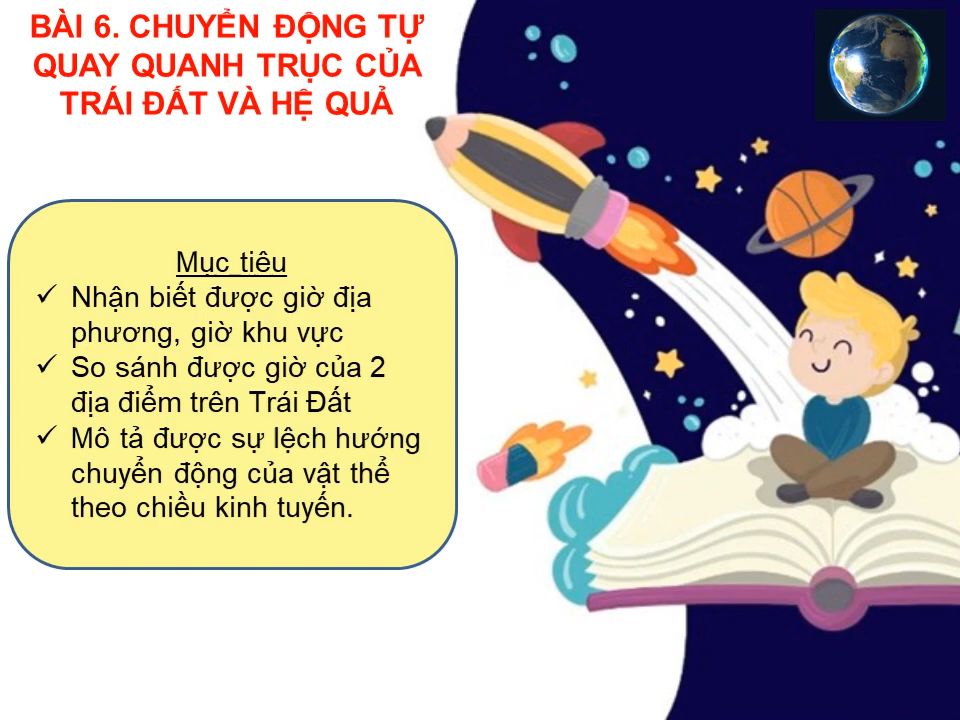 BÀI 6. CHUYỂN ĐỘNG TỰ
QUAY QUANH TRỤC CỦA
TRÁI ĐẤT VÀ HỆ QUẢ
Mục tiêu
✓ Nhận biết được giờ địa
phương, giờ khu vực
✓ So sánh được giờ của 2
địa điểm trên Trái Đất
✓ Mô tả được sự lệch hướng
chuyển động của vật thể
theo chiều kinh tuyến.